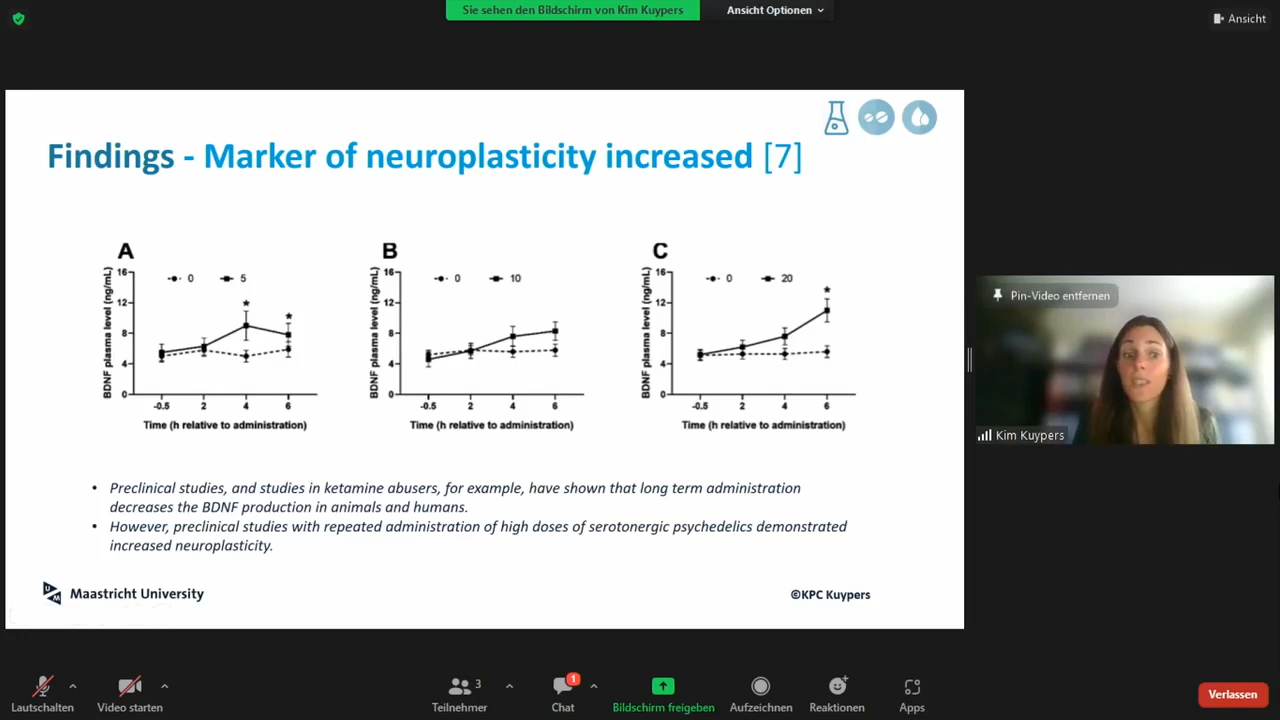 Sie sehen den Bildschirm von Kim Kuypers
Ansicht Optionen
Ansicht
Findings - Marker of neuroplasticity increased [7]
A
BDNF plasma level (ng/mL)
16
12
8
4
0
0 5
*
*
-0.5 2 4 6
Time (h relative to administration)
B
BDNF plasma level (ng/mL)
16
12
8
4
0
0 10
-0.5 2 4 6
Time (h relative to administration)
C
BDNF plasma level (ng/mL)
16
12
8
4
0
0 20
*
-0.5 2 4 6
Time (h relative to administration)
• Preclinical studies, and studies in ketamine abusers, for example, have shown that long term administration
decreases the BDNF production in animals and humans.
• However, preclinical studies with repeated administration of high doses of serotonergic psychedelics demonstrated
increased neuroplasticity.
UM
Maastricht University
©KPC Kuypers
Pin-Video entfernen
Kim Kuypers
Lautschalten
Video starten
3
Teilnehmer
1
Chat
Bildschirm freigeben
Aufzeichnen
Reaktionen
Apps
Verlassen